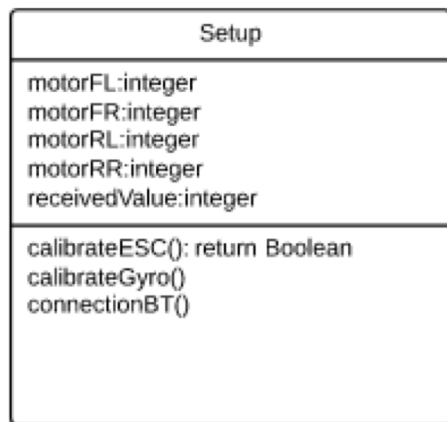 Setup
motorFL:integer
motorFR:integer
motorRL:integer
motorRR:integer
receivedValue:integer
calibrateESC(): return Boolean
calibrateGyro()
connectionBT()